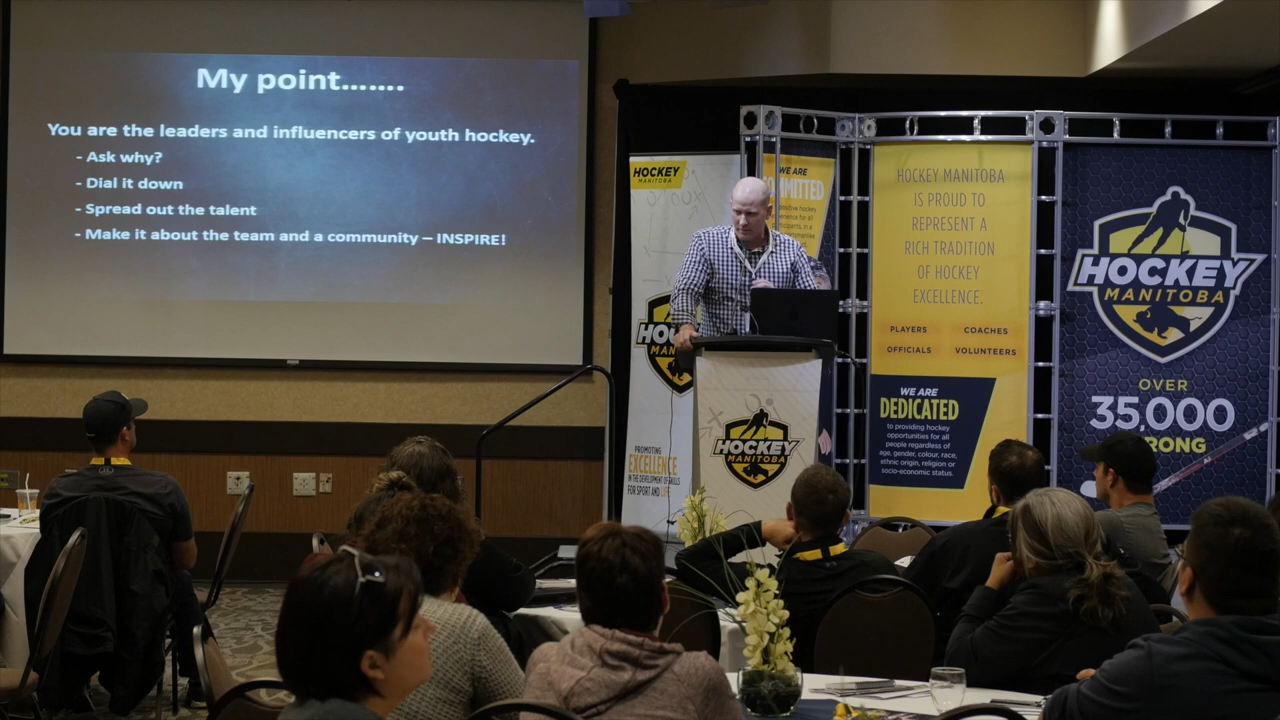 My point.......
You are the leaders and influencers of youth hockey.
- Ask why?
- Dial it down
- Spread out the talent
- Make it about the team and a community – INSPIRE!
HOCKEY
MANITOBA
PROMOTING
EXCELLENCE
IN THE DEVELOPMENT OF SKILLS
FOR SPORT AND LIFE
WE ARE
HOCKEY
MANITOBA
HOCKEY MANITOBA
IS PROUD TO
REPRESENT A
RICH TRADITION
OF HOCKEY
EXCELLENCE.
PLAYERS COACHES
OFFICIALS VOLUNTEERS
WE ARE
DEDICATED
to providing hockey
opportunities for all
people regardless of
age, gender, colour, race,
ethnic origin, religion or
socio-economic status.
HOCKEY
MANITOBA
OVER
35,000